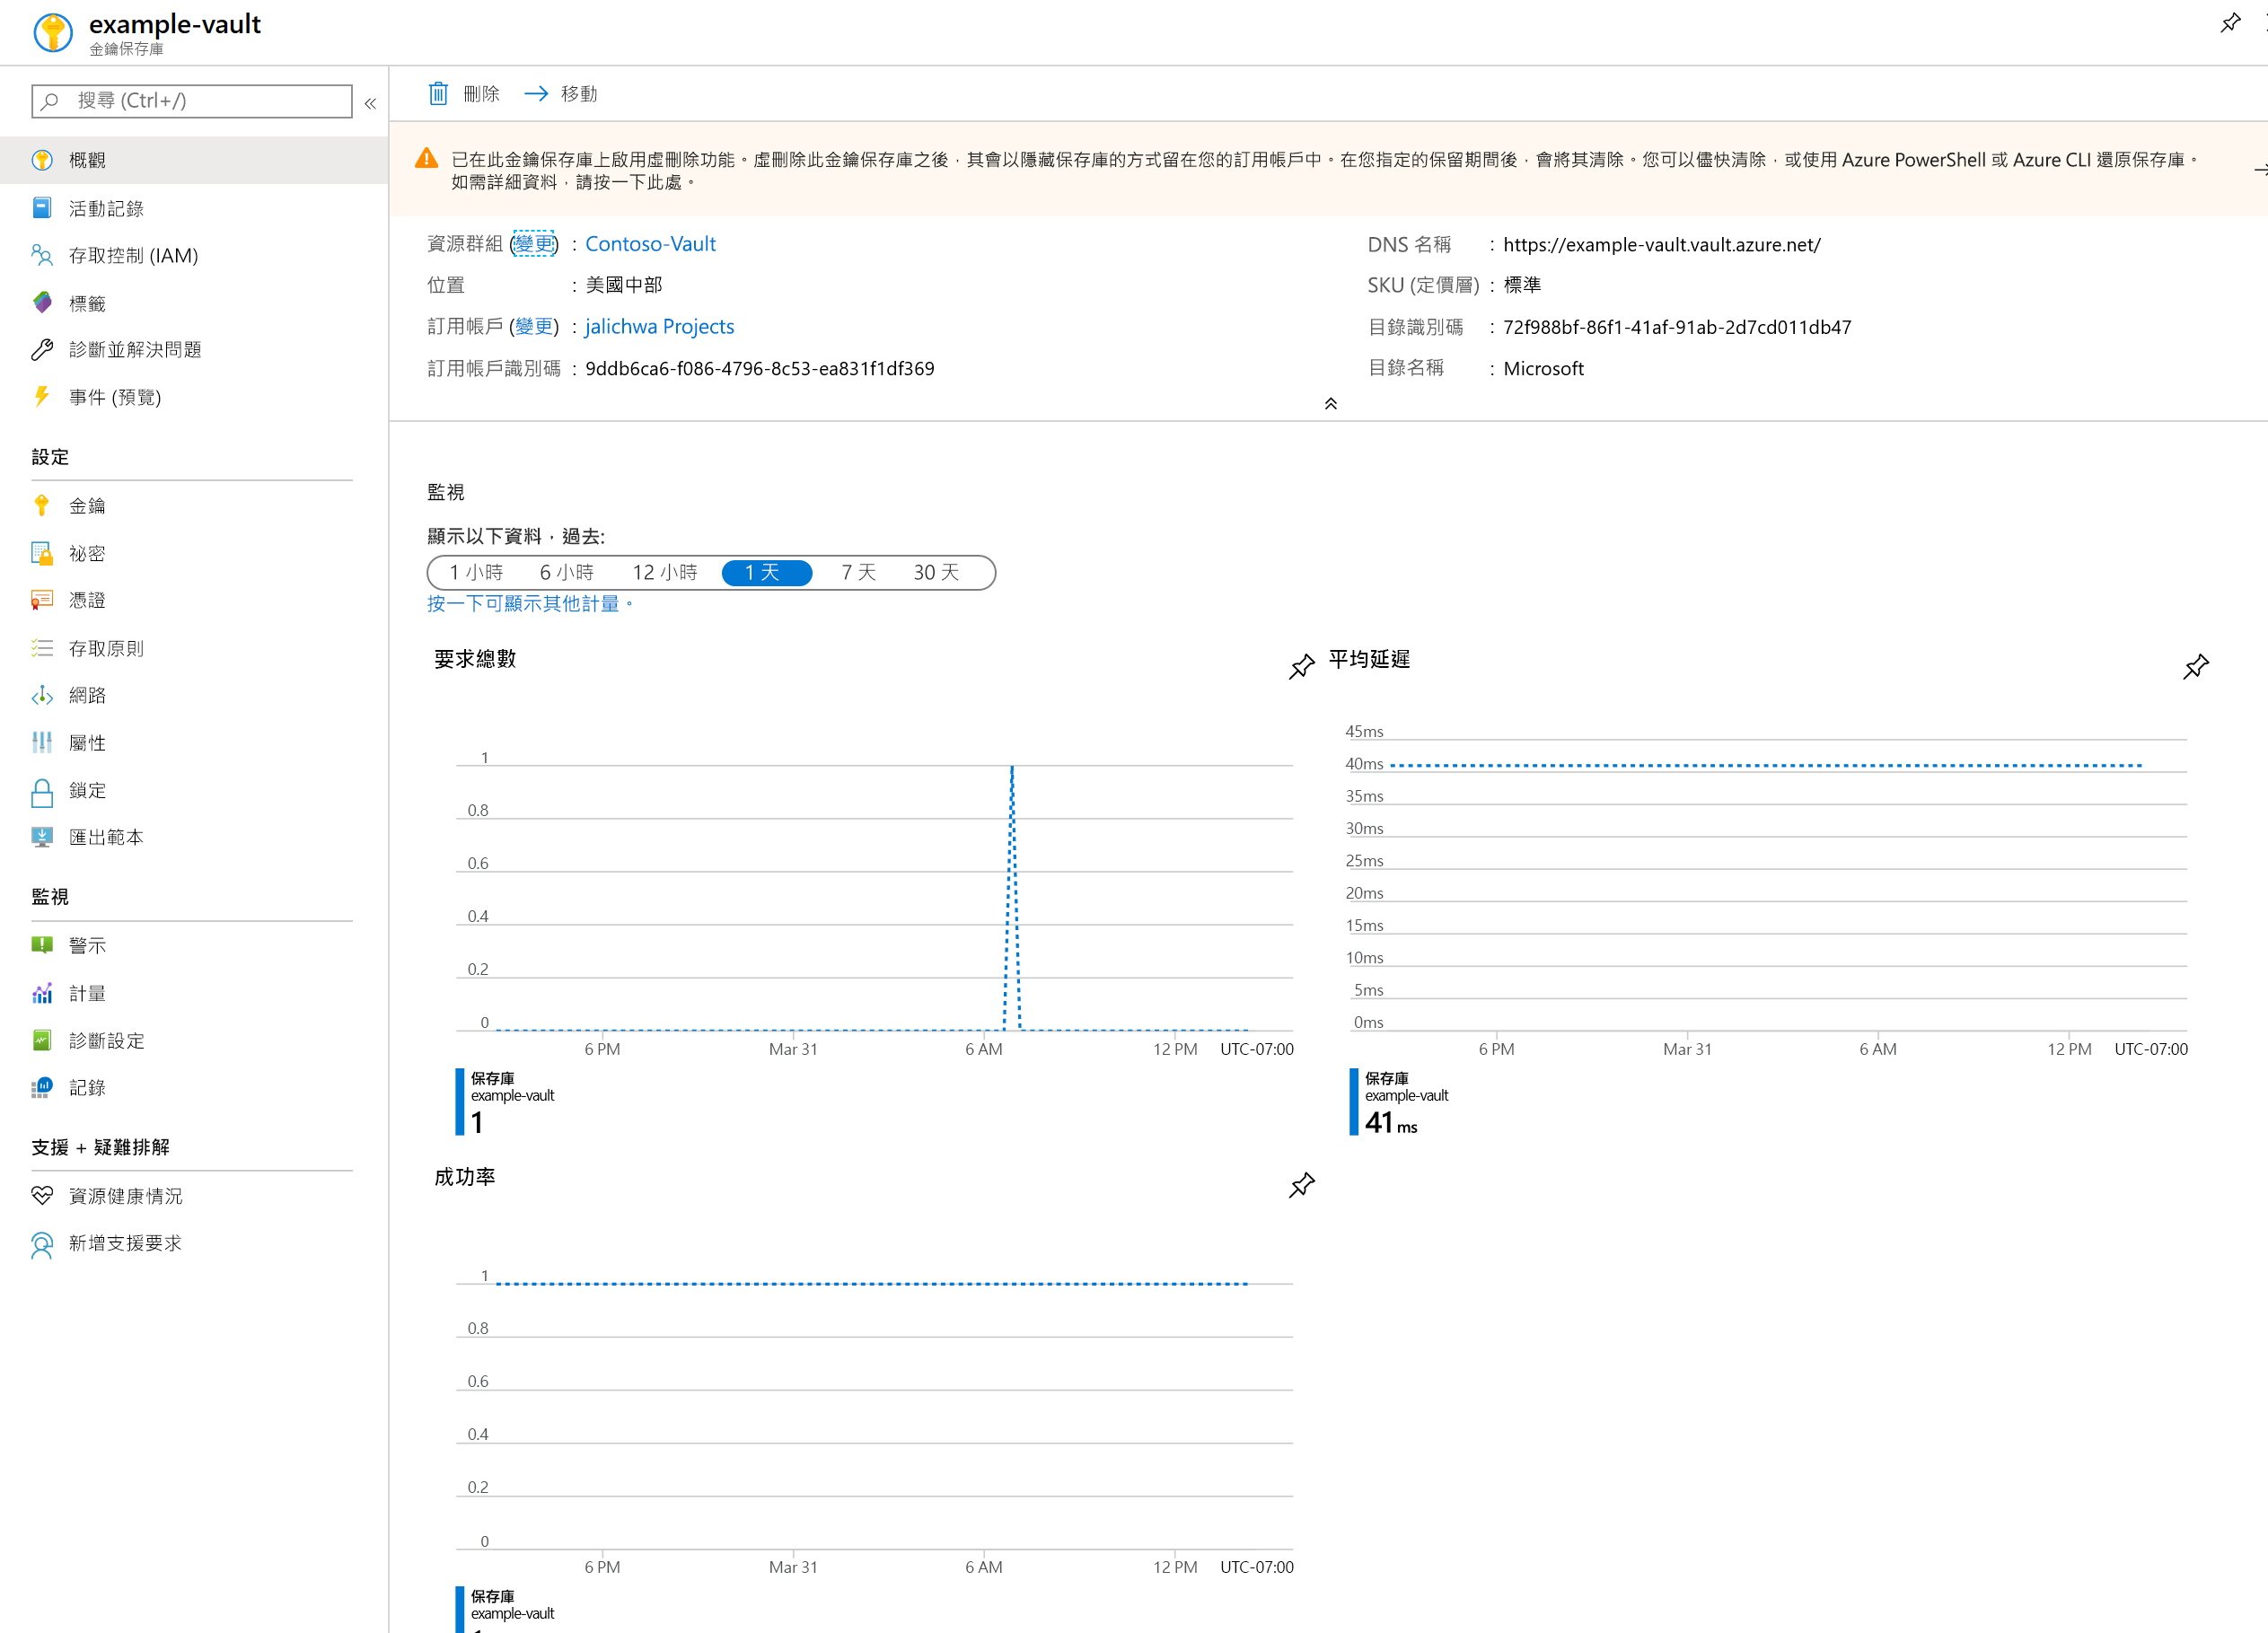 example-vault
金鑰保存庫
搜尋 (Ctrl+/)
概觀
活動記錄
存取控制 (IAM)
標籤
診斷並解決問題
事件 (預覽)
設定
金鑰
祕密
憑證
存取原則
網路
屬性
鎖定
匯出範本
監視
警示
計量
診斷設定
記錄
支援 + 疑難排解
資源健康情況
新增支援要求
刪除 移動
已在此金鑰保存庫上啟用虛刪除功能。虛刪除此金鑰保存庫之後，其會以隱藏保存庫的方式留在您的訂用帳戶中。在您指定的保留期間後，會將其清除。您可以儘快清除，或使用 Azure PowerShell 或 Azure CLI 還原保存庫。
如需詳細資料，請按一下此處。
資源群組 (變更) : Contoso-Vault
位置 : 美國中部
訂用帳戶 (變更) : jalichwa Projects
訂用帳戶識別碼 : 9ddb6ca6-f086-4796-8c53-ea831f1df369
DNS 名稱 : https://example-vault.vault.azure.net/
SKU (定價層) : 標準
目錄識別碼 : 72f988bf-86f1-41af-91ab-2d7cd011db47
目錄名稱 : Microsoft
監視
顯示以下資料，過去:
1 小時 6 小時 12 小時 1 天 7 天 30 天
按一下可顯示其他計量。
要求總數
1
0.8
0.6
0.4
0.2
0
6 PM Mar 31 6 AM 12 PM UTC-07:00
保存庫
example-vault
1
平均延遲
45ms
40ms
35ms
30ms
25ms
20ms
15ms
10ms
5ms
0ms
6 PM Mar 31 6 AM 12 PM UTC-07:00
保存庫
example-vault
41 ms
成功率
1
0.8
0.6
0.4
0.2
0
6 PM Mar 31 6 AM 12 PM UTC-07:00
保存庫
example-vault